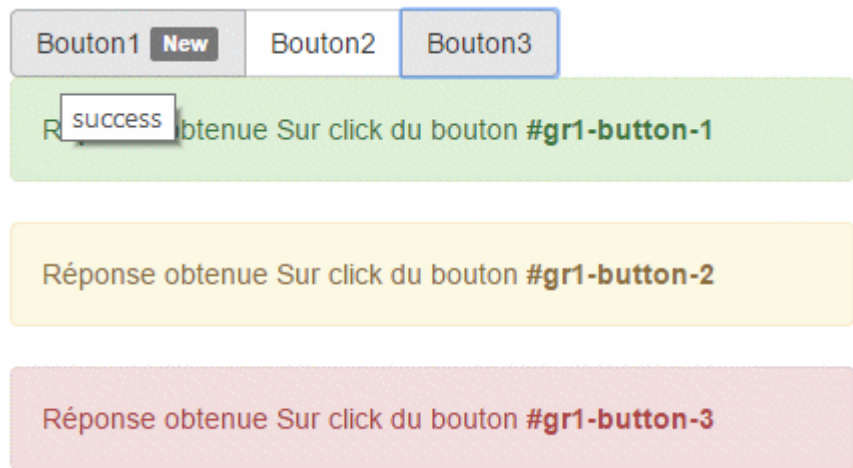 Bouton1 New Bouton2 Bouton3
success
R btenue Sur click du bouton #gr1-button-1
Réponse obtenue Sur click du bouton #gr1-button-2
Réponse obtenue Sur click du bouton #gr1-button-3